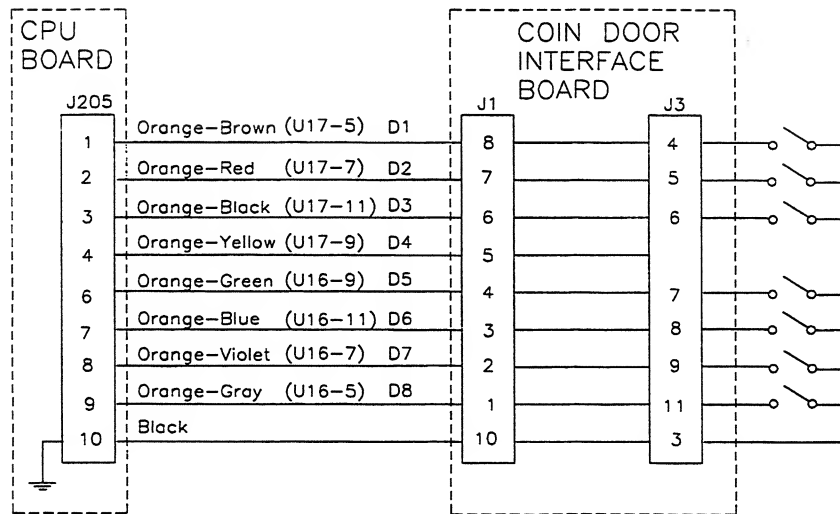 CPU
BOARD
COIN DOOR
INTERFACE
BOARD
J205
J1
J3
1 Orange-Brown (U17-5) D1 8 4
2 Orange-Red (U17-7) D2 7 5
3 Orange-Black (U17-11) D3 6 6
4 Orange-Yellow (U17-9) D4 5
6 Orange-Green (U16-9) D5 4 7
7 Orange-Blue (U16-11) D6 3 8
8 Orange-Violet (U16-7) D7 2 9
9 Orange-Gray (U16-5) D8 1 11
10 Black 10 3